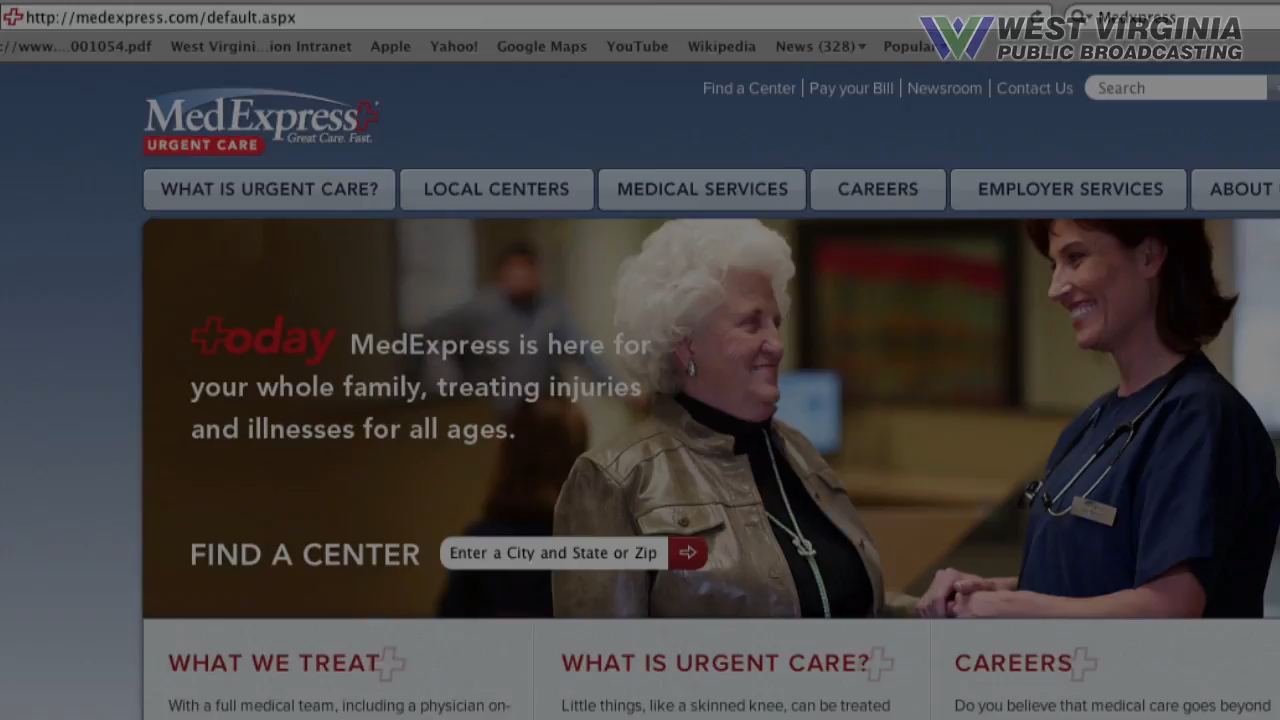 http://medexpress.com/default.aspx
WEST VIRGINIA
PUBLIC BROADCASTING
://www....001054.pdf West Virgini...ion Intranet Apple Yahoo! Google Maps YouTube Wikipedia News (328) Popular
Find a Center Pay your Bill Newsroom Contact Us Search
MedExpress
Great Care. Fast.
URGENT CARE
WHAT IS URGENT CARE? LOCAL CENTERS MEDICAL SERVICES CAREERS EMPLOYER SERVICES ABOUT
today MedExpress is here for
your whole family, treating injuries
and illnesses for all ages.
FIND A CENTER Enter a City and State or Zip
WHAT WE TREAT WHAT IS URGENT CARE? CAREERS
With a full medical team, including a physician on- Little things, like a skinned knee, can be treated Do you believe that medical care goes beyond